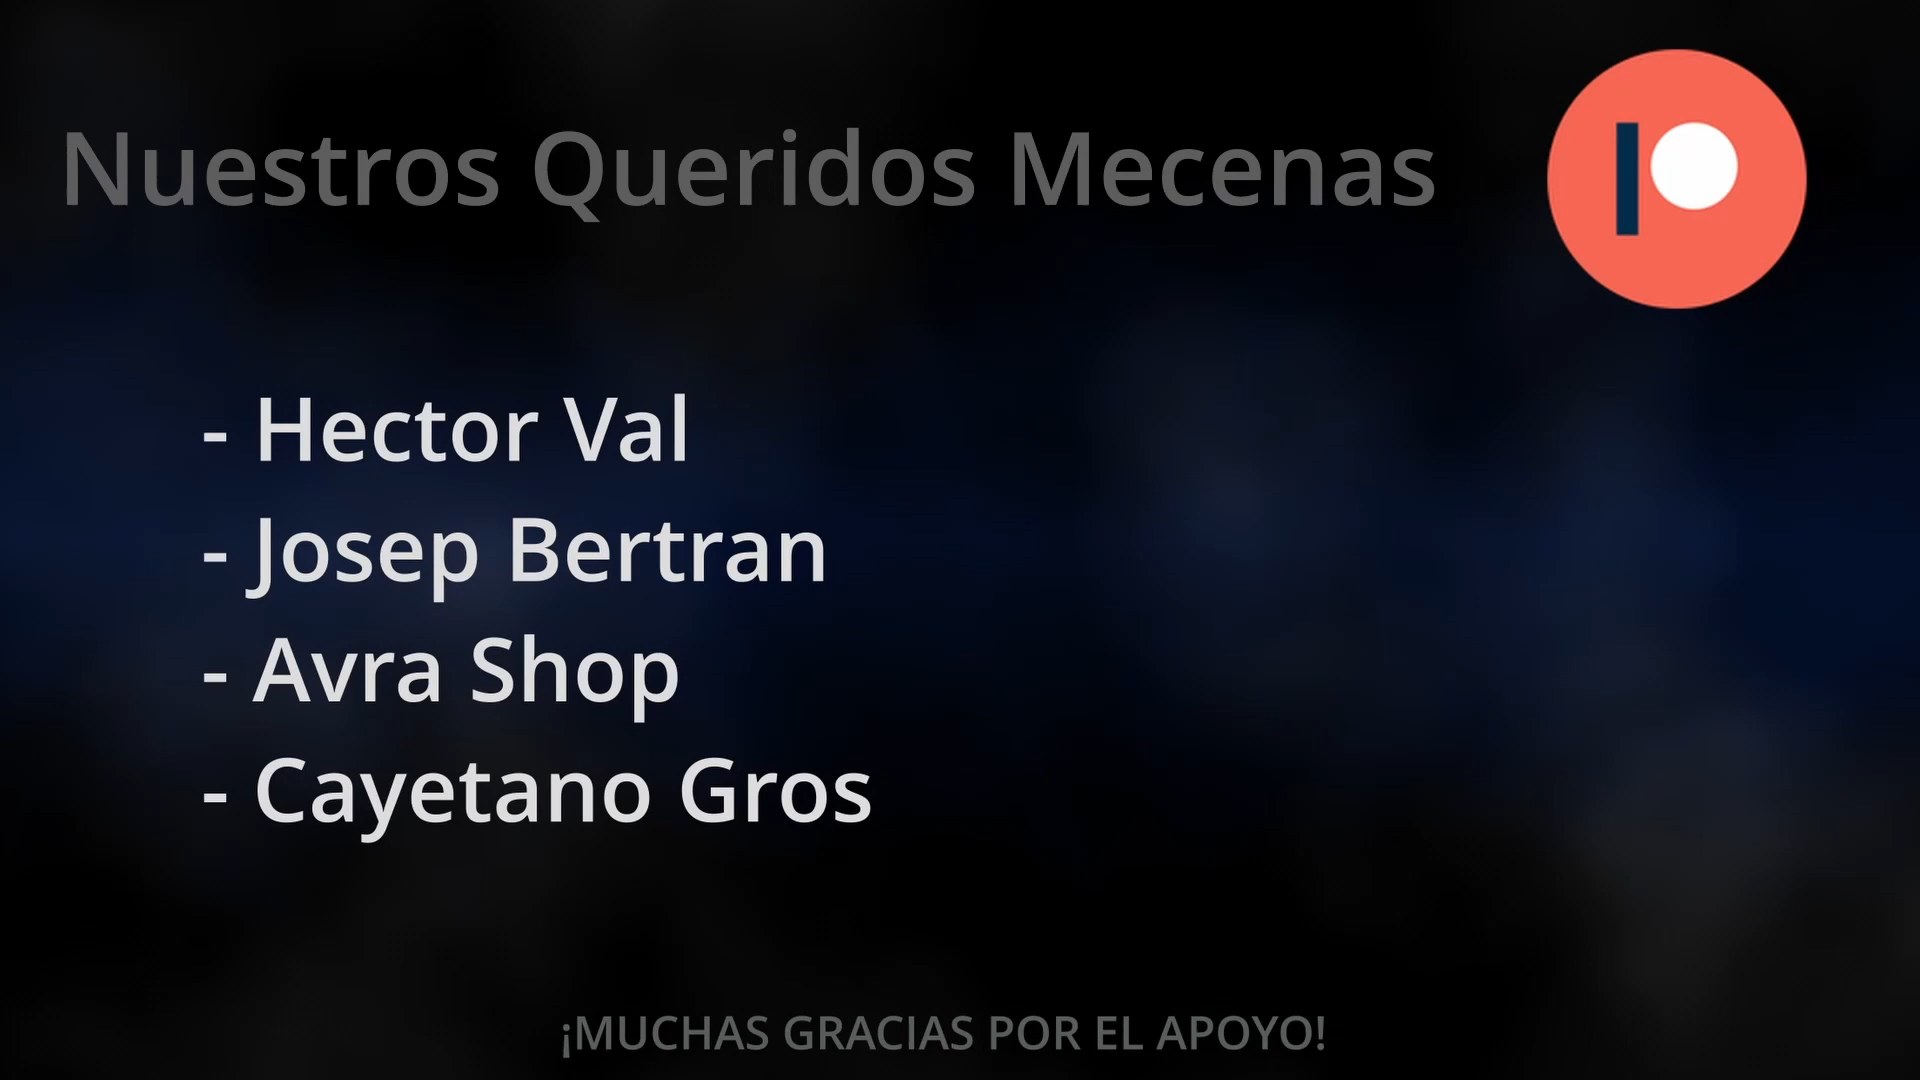 Nuestros Queridos Mecenas
- Hector Val
- Josep Bertran
- Avra Shop
- Cayetano Gros
¡MUCHAS GRACIAS POR EL APOYO!